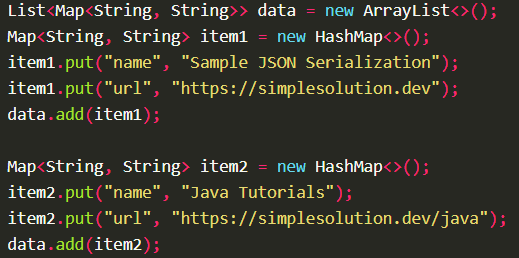 List<Map<String, String>> data = new ArrayList<>();
Map<String, String> item1 = new HashMap<>();
item1.put("name", "Sample JSON Serialization");
item1.put("url", "https://simplesolution.dev");
data.add(item1);

Map<String, String> item2 = new HashMap<>();
item2.put("name", "Java Tutorials");
item2.put("url", "https://simplesolution.dev/java");
data.add(item2);